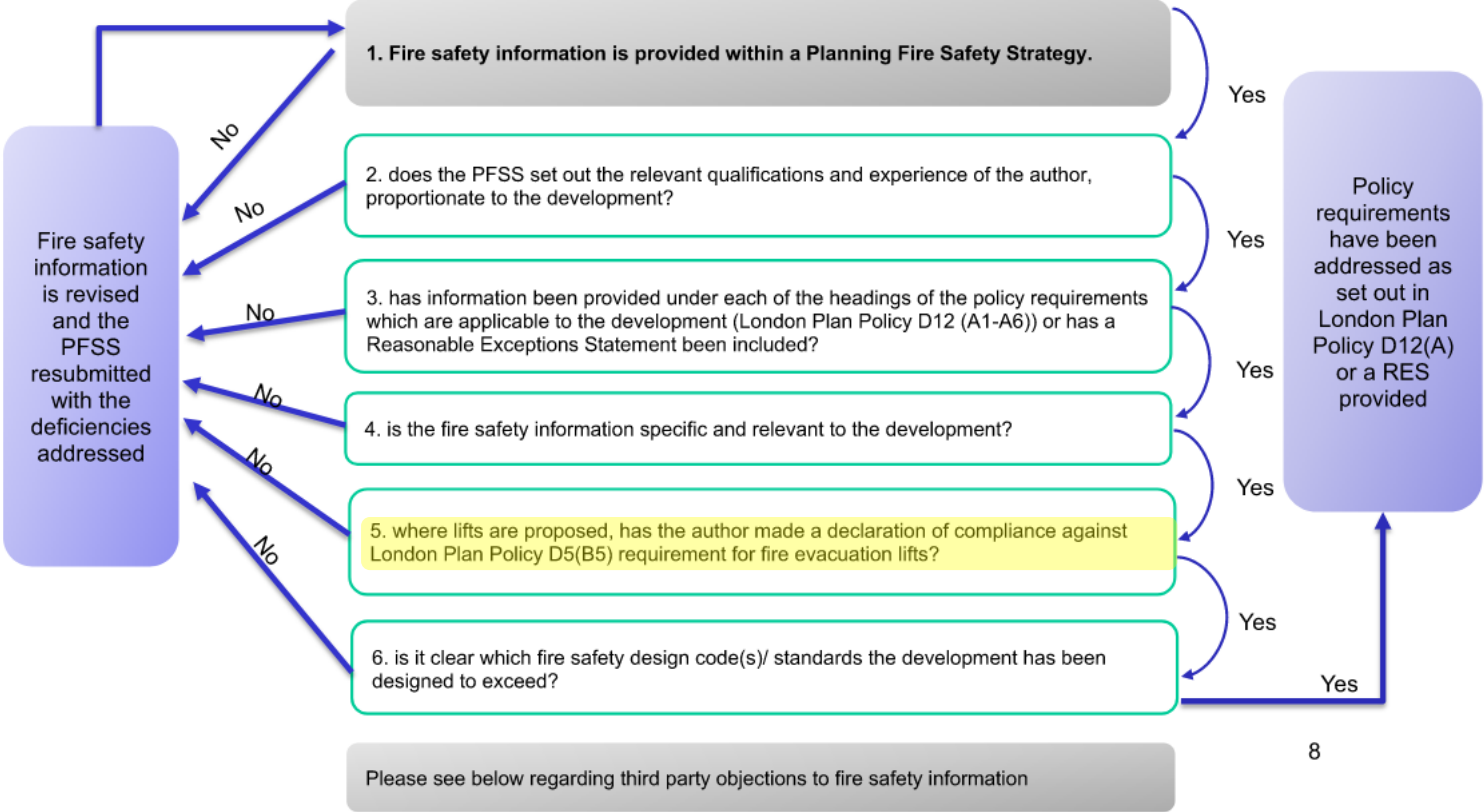 1. Fire safety information is provided within a Planning Fire Safety Strategy.
Yes
No
2. does the PFSS set out the relevant qualifications and experience of the author,
proportionate to the development?
No
Yes
3. has information been provided under each of the headings of the policy requirements
which are applicable to the development (London Plan Policy D12 (A1-A6)) or has a
Reasonable Exceptions Statement been included?
No
Yes
4. is the fire safety information specific and relevant to the development?
No
Yes
5. where lifts are proposed, has the author made a declaration of compliance against
London Plan Policy D5(B5) requirement for fire evacuation lifts?
No
Yes
6. is it clear which fire safety design code(s)/ standards the development has been
designed to exceed?
No
Yes
Fire safety
information
is revised
and the
PFSS
resubmitted
with the
deficiencies
addressed
Policy
requirements
have been
addressed as
set out in
London Plan
Policy D12(A)
or a RES
provided
8
Please see below regarding third party objections to fire safety information